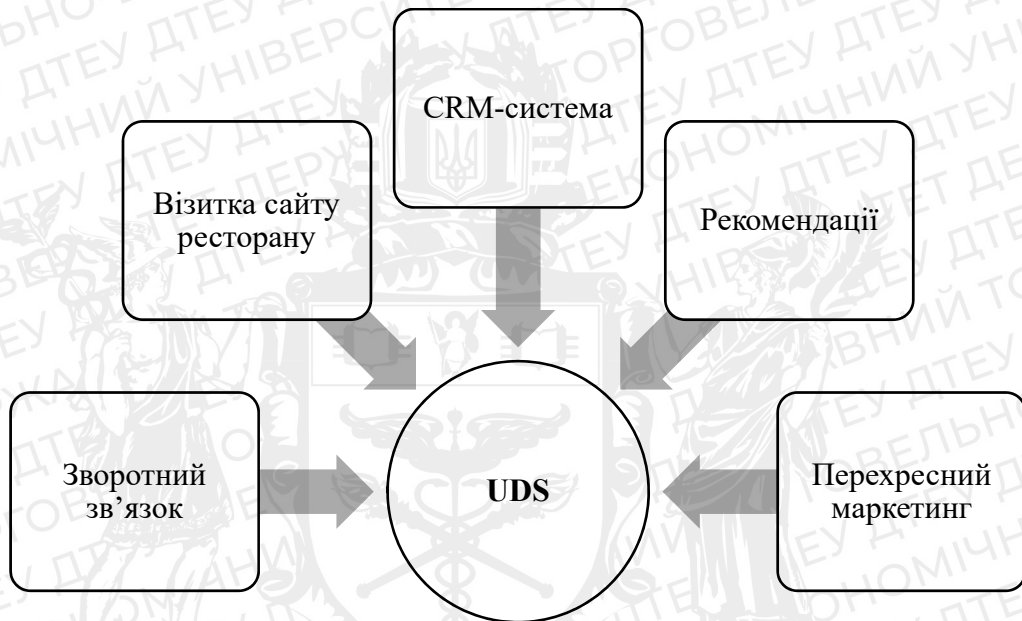 CRM-система
Візитка сайту
ресторану
Рекомендації
Зворотний
зв’язок
UDS
Перехресний
маркетинг